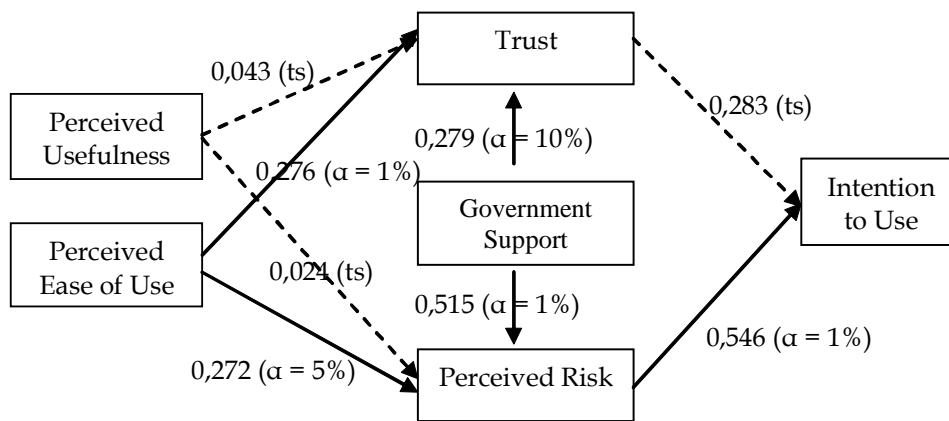 Trust
0,043 (ts)
0,283 (ts)
Perceived
Usefulness
0,279 (α = 10%)
0,276 (α = 1%)
Intention
to Use
Government
Support
Perceived
Ease of Use
0,024 (ts)
0,515 (α = 1%)
0,546 (α = 1%)
0,272 (α = 5%)
Perceived Risk